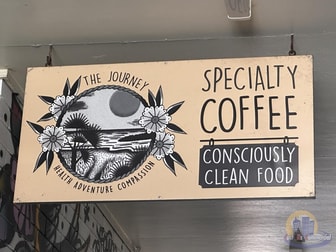 THE JOURNEY
HEALTH ADVENTURE COMPASSION
SPECIALTY
COFFEE
CONSCIOUSLY
CLEAN FOOD